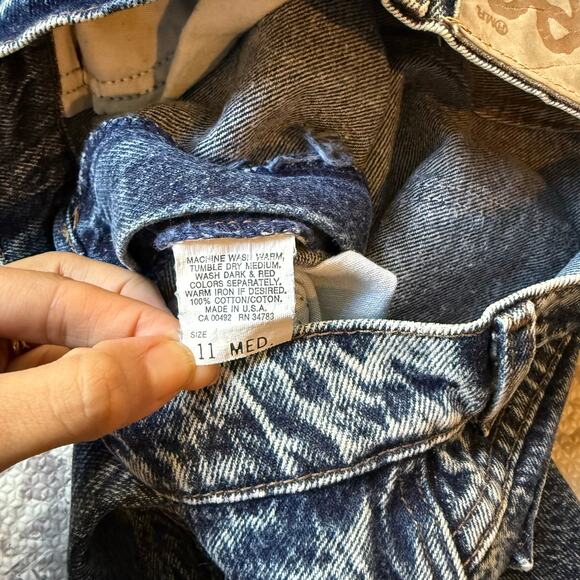 MACHINE WASH WARM,
TUMBLE DRY MEDIUM.
WASH DARK & RED
COLORS SEPARATELY.
WARM IRON IF DESIRED.
100% COTTON/COTON.
MADE IN U.S.A.
CA 00492 RN 34783
SIZE
11 MED.